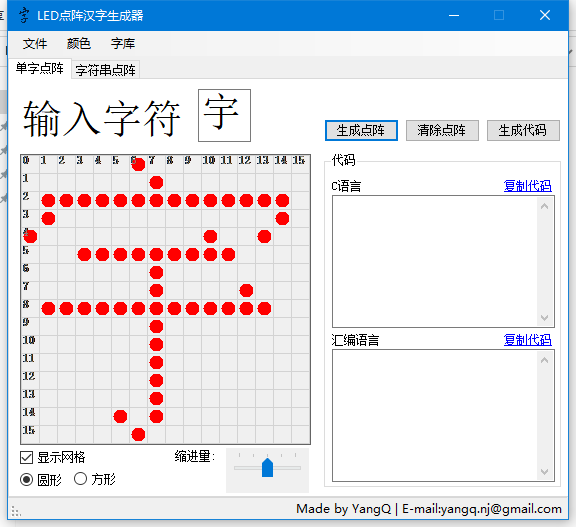 字 LED点阵汉字生成器
文件 颜色 字库
单字点阵 字符串点阵
输入字符 宇
生成点阵 清除点阵 生成代码
0 1 2 3 4 5 6 7 8 9 10 11 12 13 14 15
1
2
3
4
5
6
7
8
9
10
11
12
13
14
15
代码
C语言 复制代码
汇编语言 复制代码
显示网格 缩进量:
圆形 方形
Made by YangQ | E-mail:yangq.nj@gmail.com